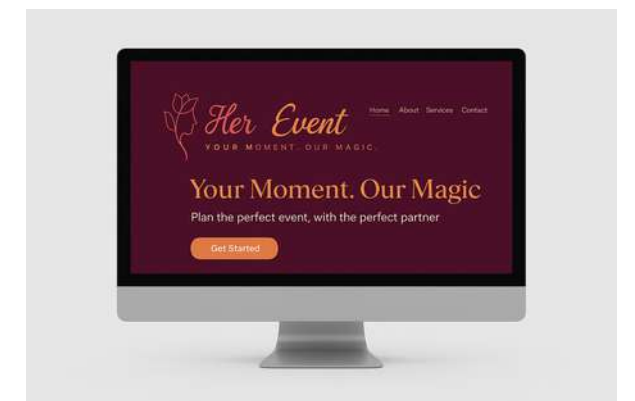 Her Event
YOUR MOMENT. OUR MAGIC.
Home About Services Contact
Your Moment. Our Magic
Plan the perfect event, with the perfect partner
Get Started